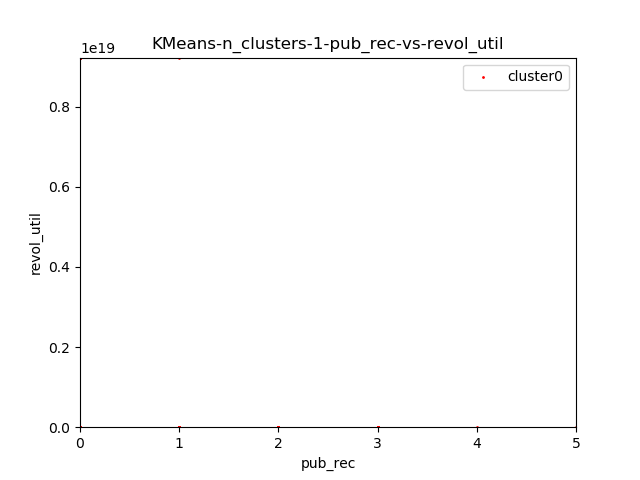 KMeans-n_clusters-1-pub_rec-vs-revol_util
1e19
cluster0
0.8
0.6
0.4
0.2
0.0
revol_util
0 1 2 3 4 5
pub_rec